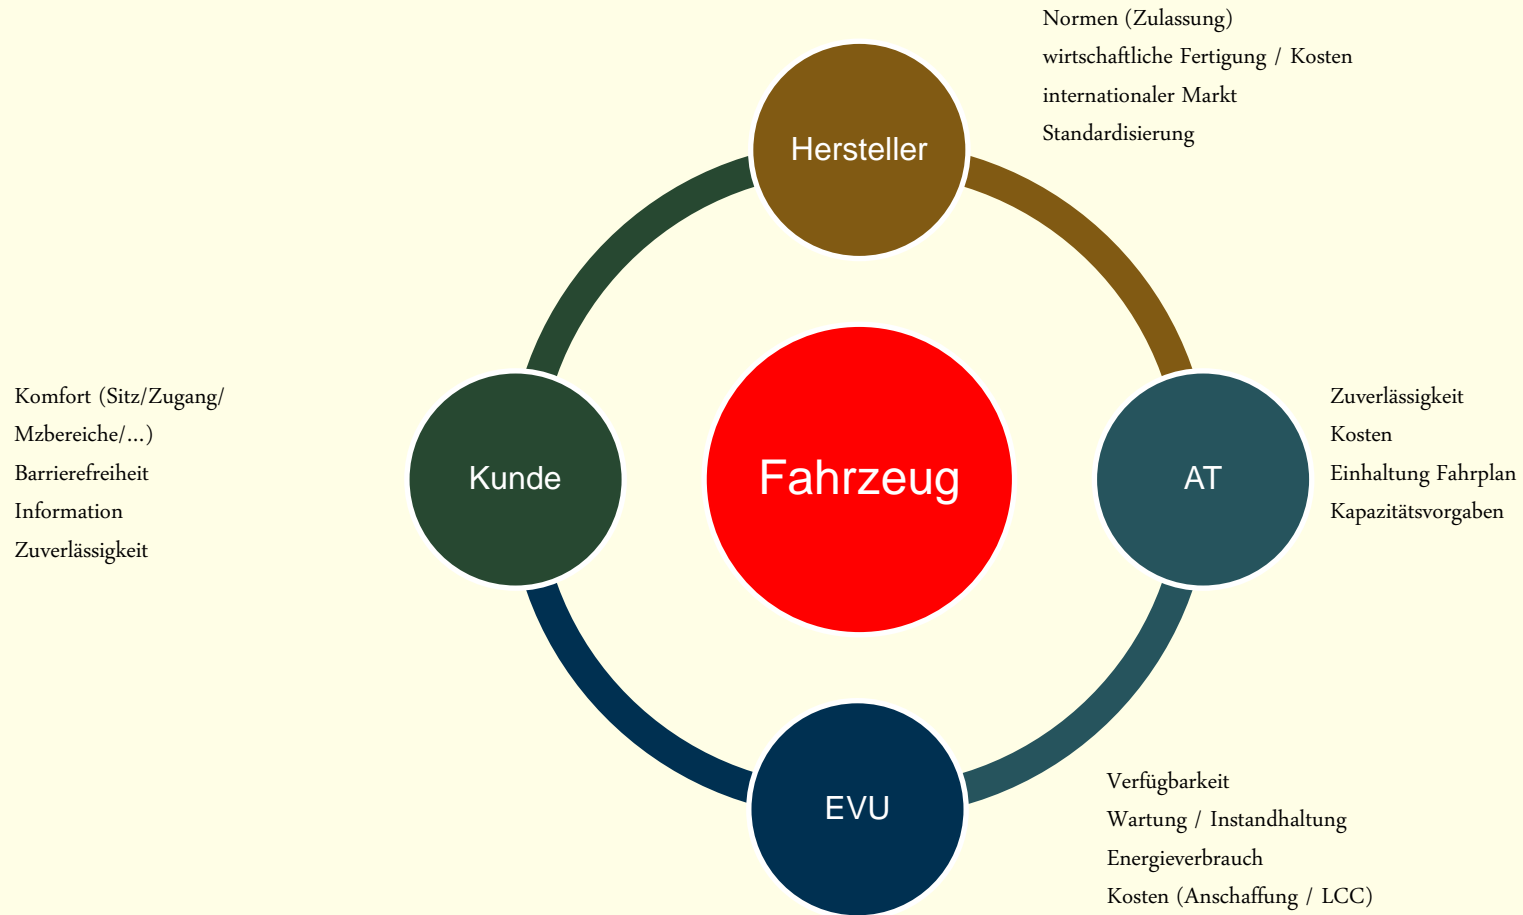 Normen (Zulassung)
wirtschaftliche Fertigung / Kosten
internationaler Markt
Standardisierung
Hersteller
Komfort (Sitz/Zugang/
Mzbereiche/...)
Barrierefreiheit
Information
Zuverlässigkeit
Kunde
Fahrzeug
AT
Zuverlässigkeit
Kosten
Einhaltung Fahrplan
Kapazitätsvorgaben
EVU
Verfügbarkeit
Wartung / Instandhaltung
Energieverbrauch
Kosten (Anschaffung / LCC)